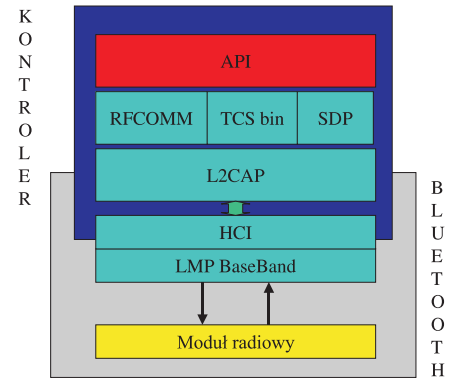 KONTROLER
API
RFCOMM TCS bin SDP
L2CAP
HCI
LMP BaseBand
Moduł radiowy
BLUETOOTH